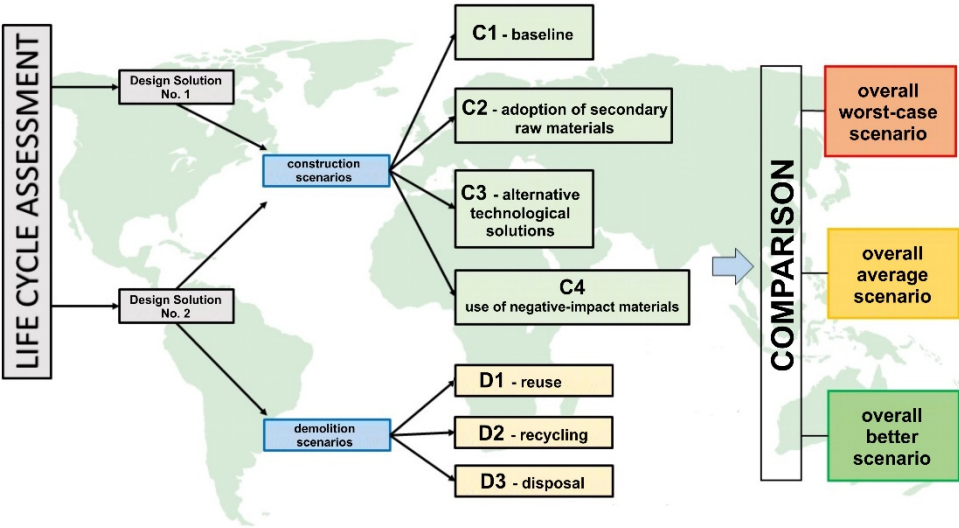 LIFE CYCLE ASSESSMENT
Design Solution
No. 1
Design Solution
No. 2
construction
scenarios
demolition
scenarios
C1 - baseline
C2 - adoption of secondary
raw materials
C3 - alternative
technological
solutions
C4
use of negative-impact materials
D1 - reuse
D2 - recycling
D3 - disposal
COMPARISON
overall
worst-case
scenario
overall
average
scenario
overall
better
scenario